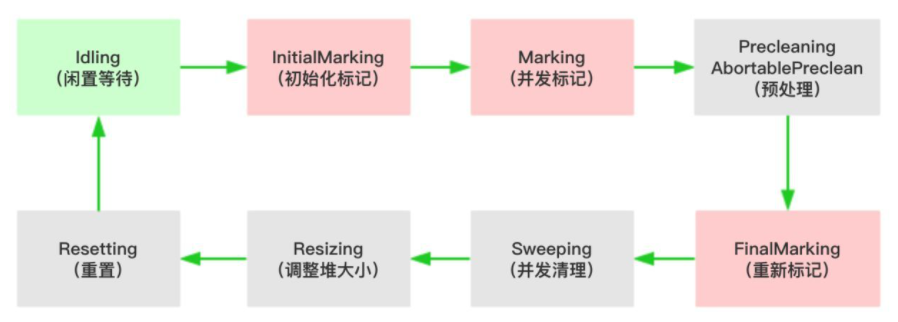 Idling
（闲置等待）
InitialMarking
（初始化标记）
Marking
（并发标记）
Precleaning
AbortablePreclean
（预处理）
Resetting
（重置）
Resizing
（调整堆大小）
Sweeping
（并发清理）
FinalMarking
（重新标记）